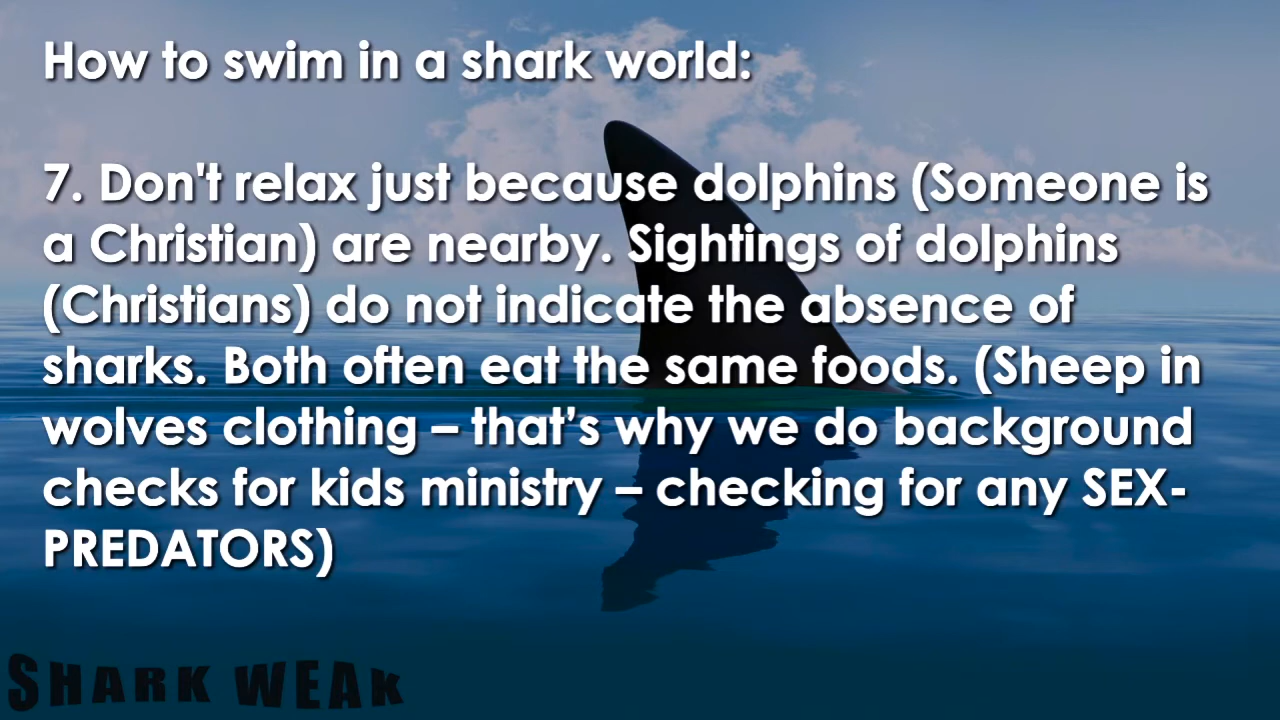 How to swim in a shark world:
7. Don't relax just because dolphins (Someone is
a Christian) are nearby. Sightings of dolphins
(Christians) do not indicate the absence of
sharks. Both often eat the same foods. (Sheep in
wolves clothing – that's why we do background
checks for kids ministry – checking for any SEX-
PREDATORS)
SHARK WEAK